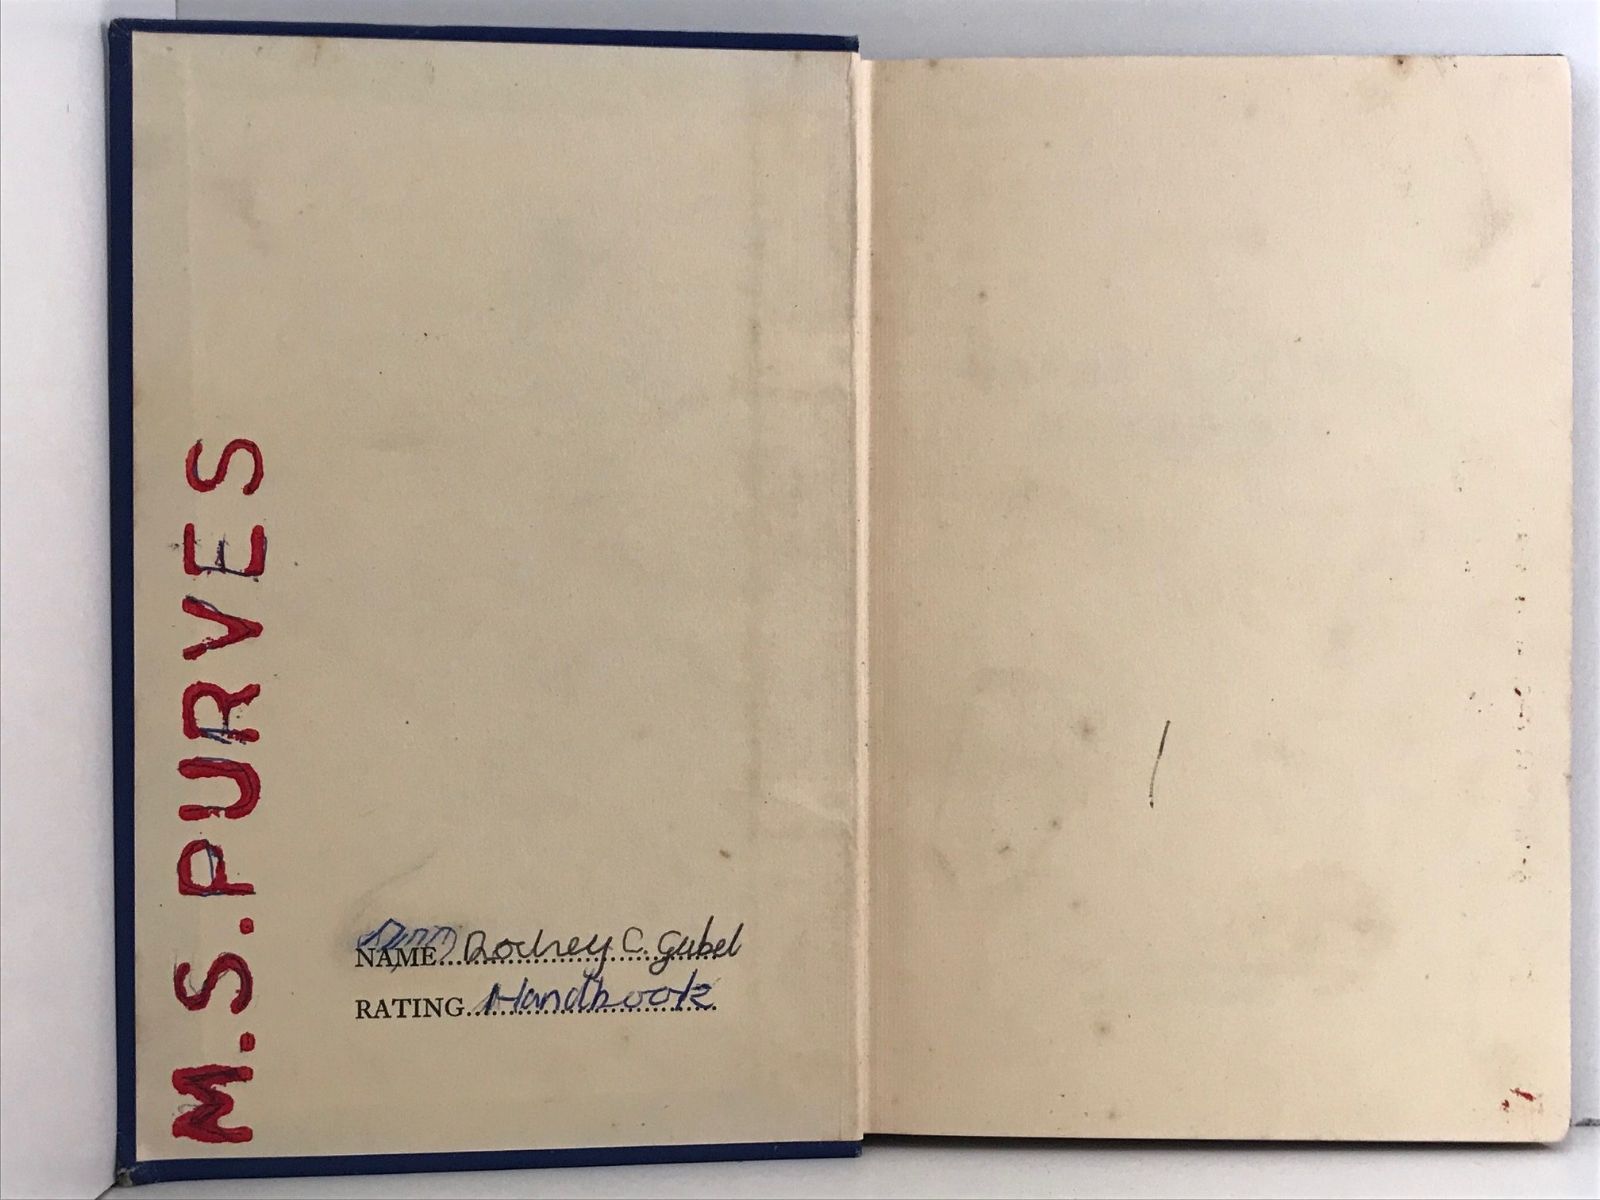 M.S.PURVES
NAME Rodney C. Gubel
RATING Handbook